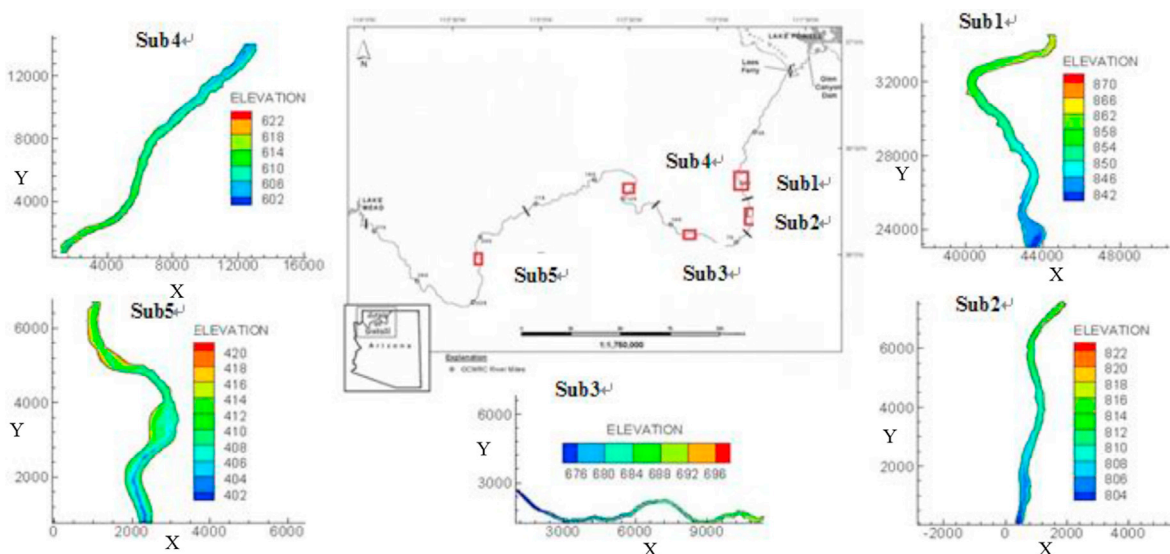 Sub4↵
ELEVATION
622
618
614
610
606
602
12000
8000
Y
4000
4000 8000 12000 16000
X
LAKE POWELL
Lees
Ferry
Glen
Canyon
Dam
N
Sub4↵
Sub1↵
Sub2↵
Sub3↵
Sub5↵
LAKE
MEAD
Arizona
1:1,750,000
Explanation
GCMRC River Miles
Sub1↵
ELEVATION
870
866
862
858
854
850
846
842
32000
28000
Y
24000
40000 44000 48000
X
Sub5↵
ELEVATION
420
418
416
414
412
410
408
406
404
402
6000
4000
Y
2000
0 2000 4000 6000
X
Sub3↵
ELEVATION
676 680 684 688 692 696
6000
Y
3000
3000 6000 9000
X
Sub2↵
ELEVATION
822
820
818
816
814
812
810
808
806
804
6000
Y
4000
2000
0
-2000 0 2000 4000
X